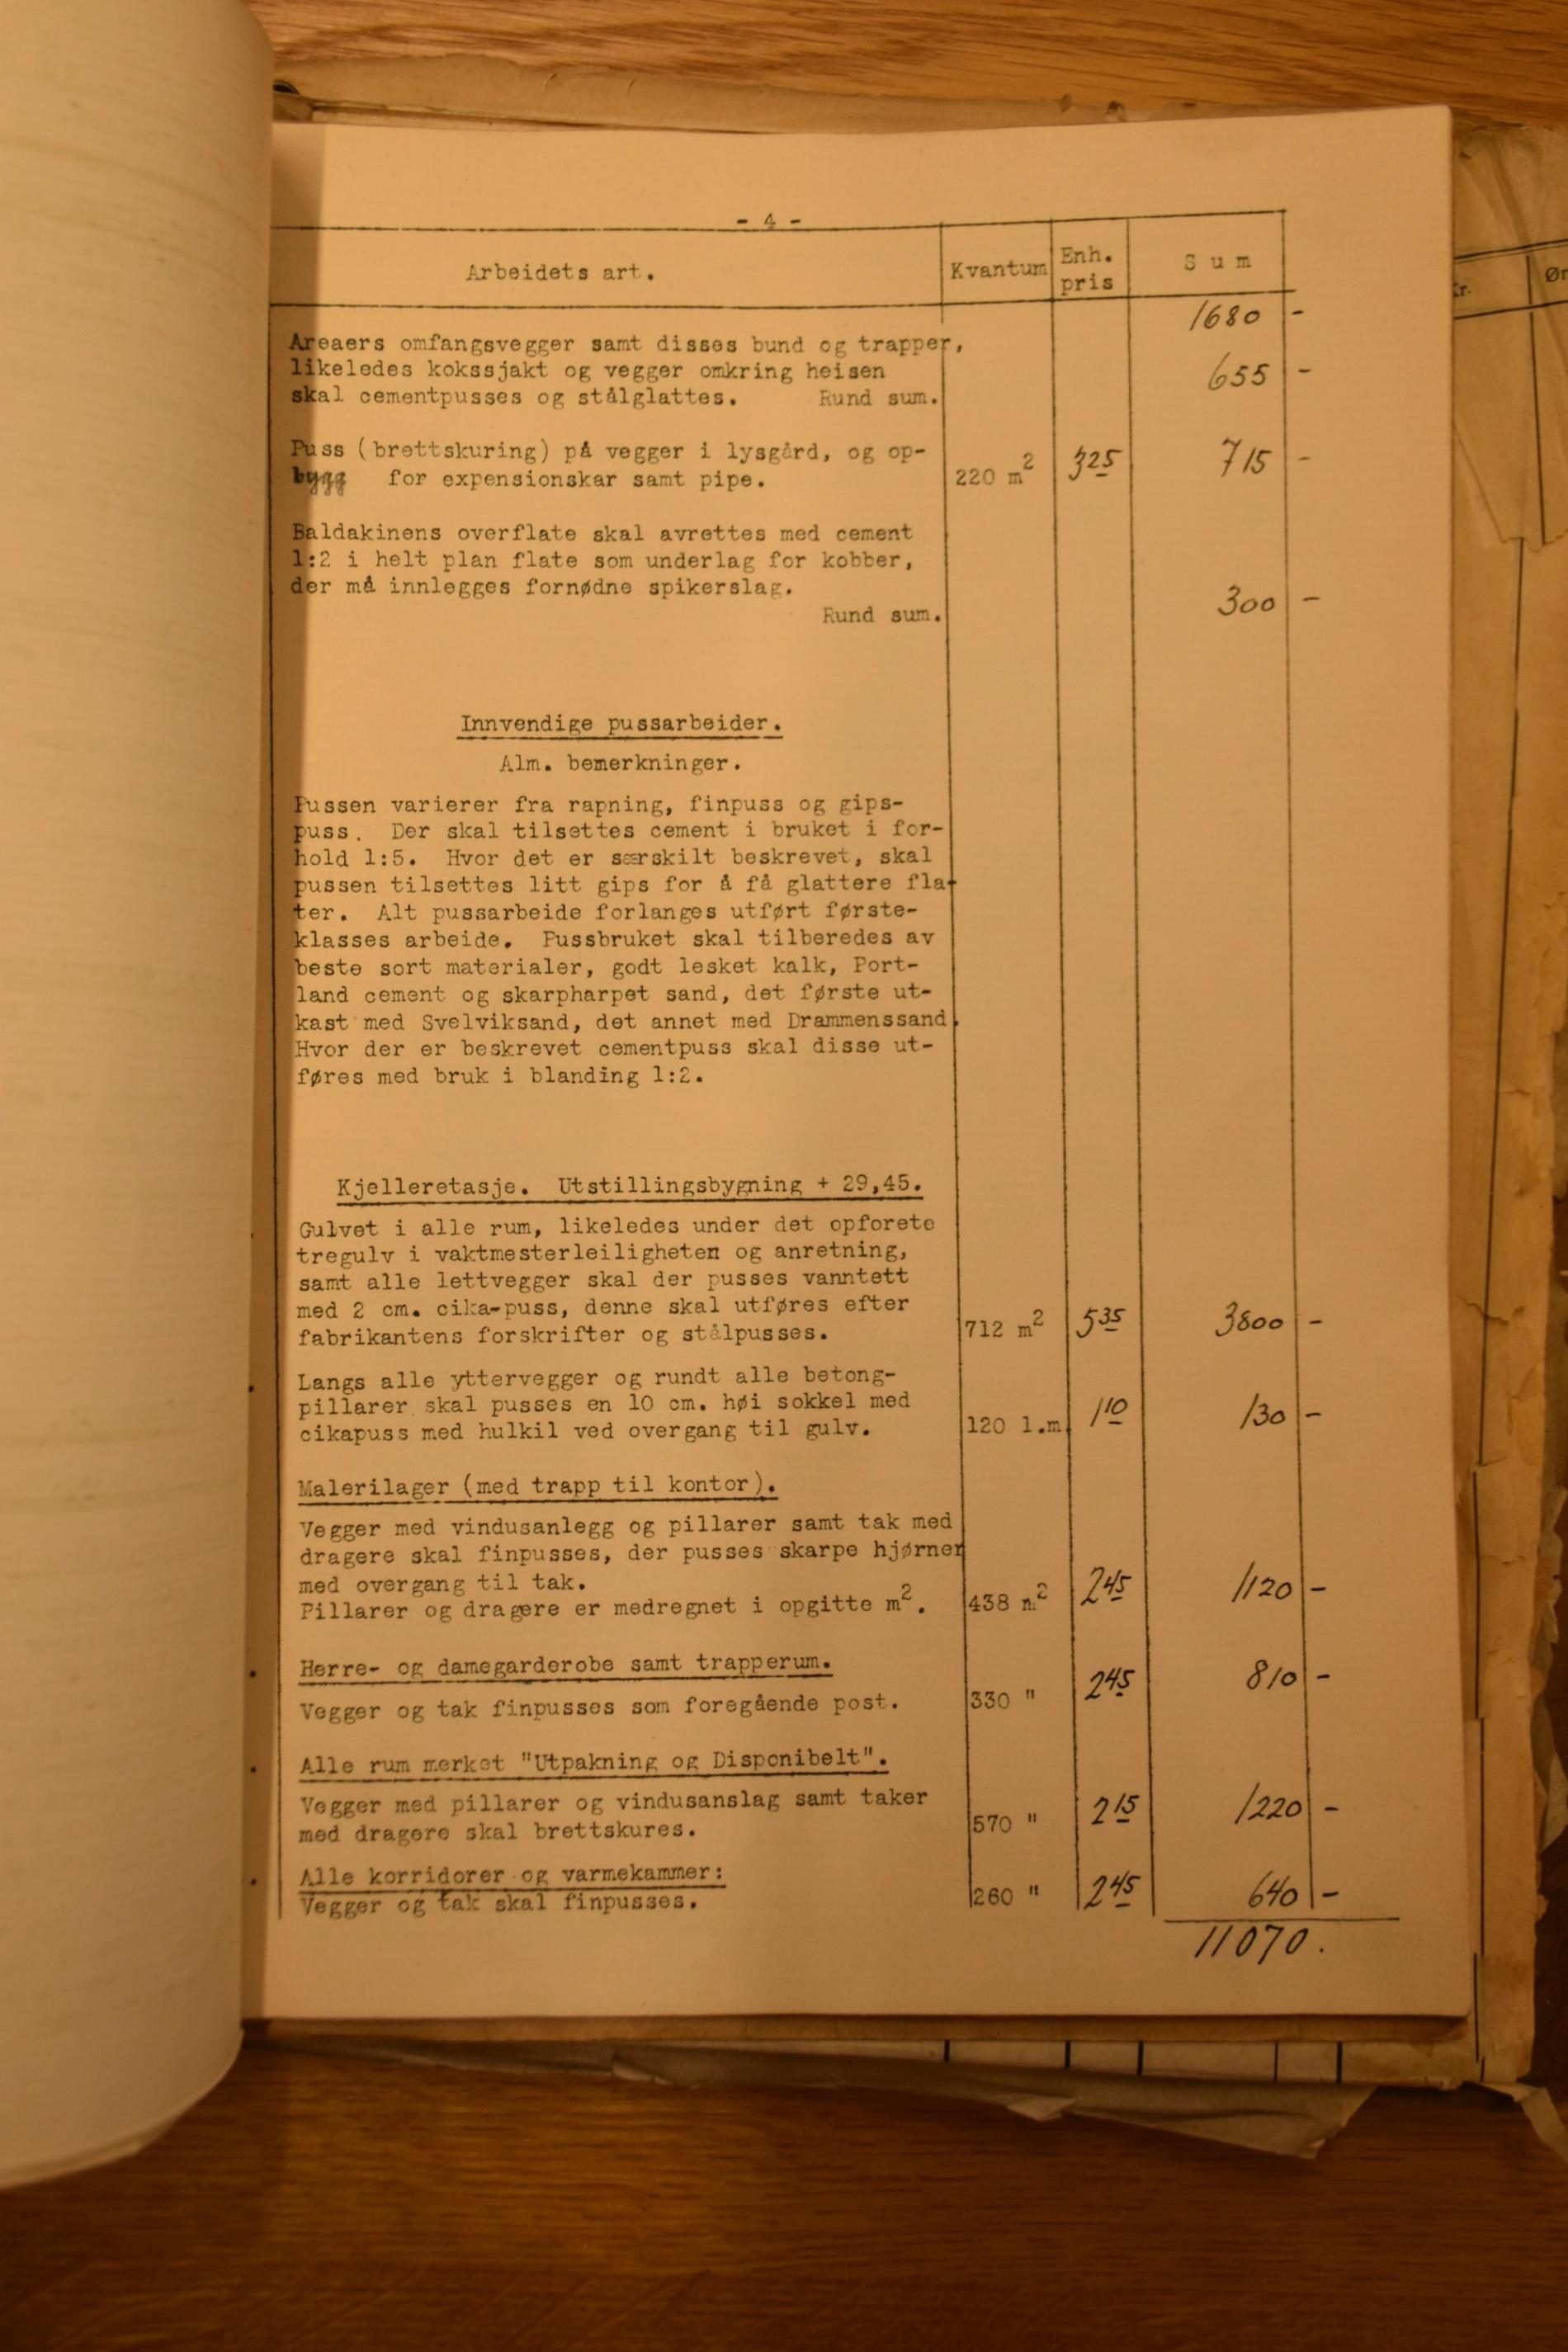 - 4 -
Arbeidets art. Kvantum Enh. pris Sum
1680 -
Areaers omfangsvegger samt disses bund og trapper,
likeledes kokssjakt og vegger omkring heisen 655 -
skal cementpusses og stålglattes. Rund sum.
Puss (brettskuring) på vegger i lysgård, og op-
bygg for expensionskar samt pipe. 220 m² 3 25 715 -
Baldakinens overflate skal avrettes med cement
1:2 i helt plan flate som underlag for kobber,
der må innlegges fornødne spikerslag.
Rund sum. 300 -
Innvendige pussarbeider.
Alm. bemerkninger.
Pussen varierer fra rapning, finpuss og gips-
puss. Der skal tilsettes cement i bruket i for-
hold 1:5. Hvor det er særskilt beskrevet, skal
pussen tilsettes litt gips for å få glattere fla-
ter. Alt pussarbeide forlanges utført første-
klasses arbeide. Pussbruket skal tilberedes av
beste sort materialer, godt lesket kalk, Port-
land cement og skarpharpet sand, det første ut-
kast med Svelviksand, det annet med Drammenssand.
Hvor der er beskrevet cementpuss skal disse ut-
føres med bruk i blanding 1:2.
Kjelleretasje. Utstillingsbygning + 29,45.
Gulvet i alle rum, likeledes under det opforete
tregulv i vaktmesterleiligheten og anretning,
samt alle lettvegger skal der pusses vanntett
med 2 cm. cika-puss, denne skal utføres efter
fabrikantens forskrifter og stålpusses. 712 m² 5 35 3800 -
Langs alle yttervegger og rundt alle betong-
pillarer skal pusses en 10 cm. høi sokkel med
cikapuss med hulkil ved overgang til gulv. 120 l.m. 1 10 130 -
Malerilager (med trapp til kontor).
Vegger med vindusanlegg og pillarer samt tak med
dragere skal finpusses, der pusses skarpe hjørner
med overgang til tak.
Pillarer og dragere er medregnet i opgitte m². 438 m² 2 45 1120 -
Herre- og damegarderobe samt trapperum.
Vegger og tak finpusses som foregående post. 330 " 2 45 810 -
Alle rum merket "Utpakning og Disponibelt".
Vegger med pillarer og vindusanslag samt taker
med dragere skal brettskures. 570 " 2 15 1220 -
Alle korridorer og varmekammer:
Vegger og tak skal finpusses. 260 " 2 45 640 -
11070.